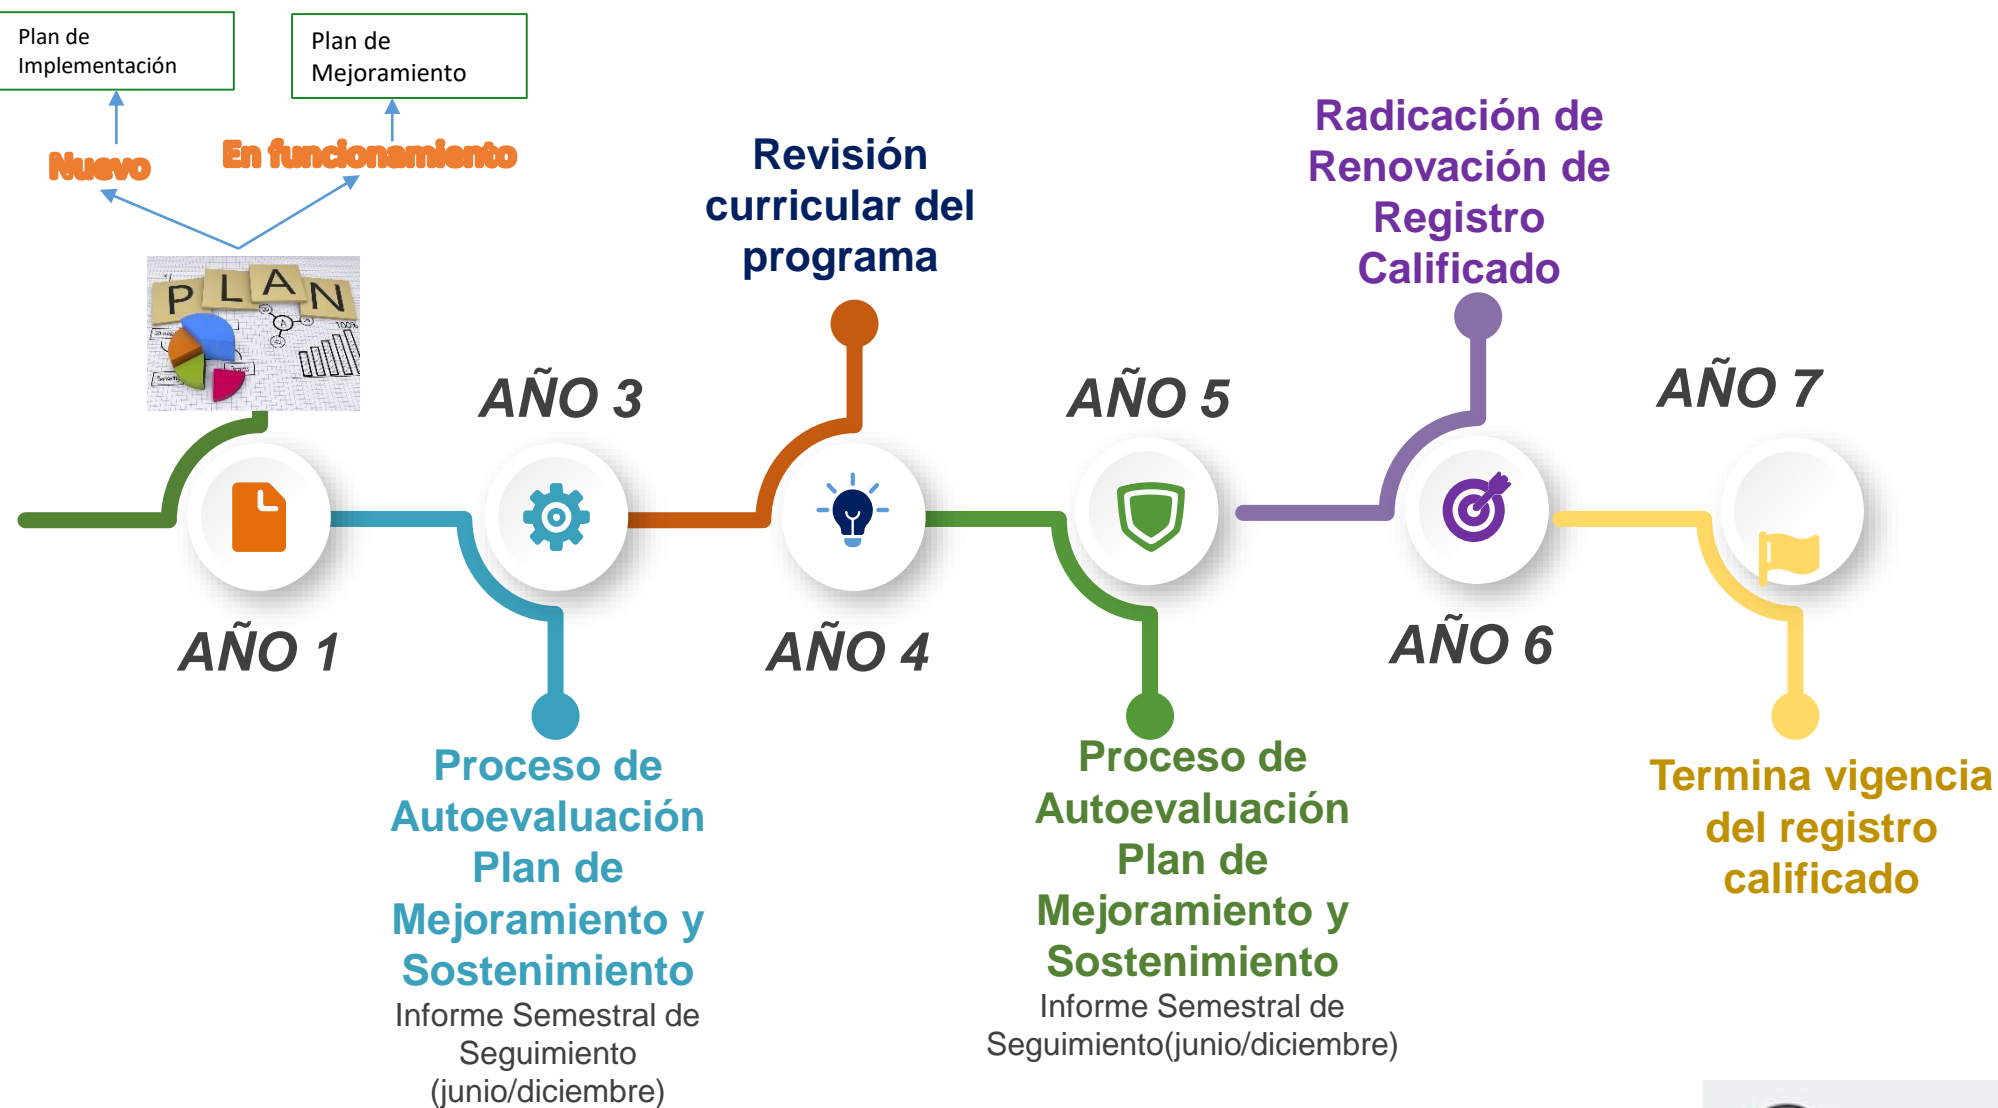 Plan de
Implementación
Plan de
Mejoramiento
Nuevo
En funcionamiento
PLAN
100%
A
Revisión
curricular del
programa
Radicación de
Renovación de
Registro
Calificado
AÑO 3
AÑO 5
AÑO 7
AÑO 1
AÑO 4
AÑO 6
Proceso de
Autoevaluación
Plan de
Mejoramiento y
Sostenimiento
Informe Semestral de
Seguimiento
(junio/diciembre)
Proceso de
Autoevaluación
Plan de
Mejoramiento y
Sostenimiento
Informe Semestral de
Seguimiento(junio/diciembre)
Termina vigencia
del registro
calificado